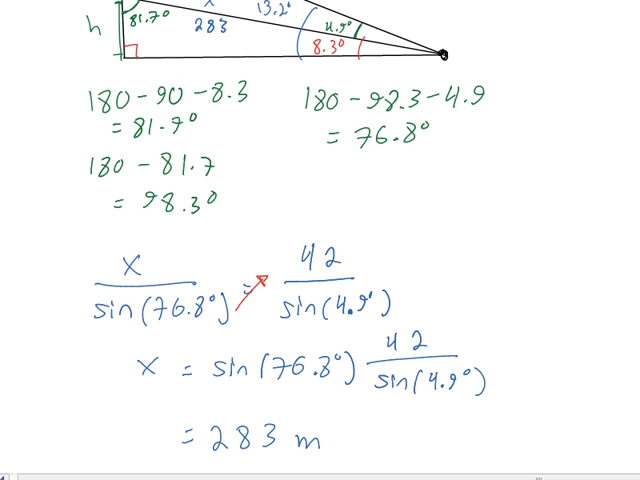 x
13.2°
h
81.7°
283
4.9°
8.3°
180 - 90 - 8.3
= 81.7°
180 - 81.7
= 98.3°
180 - 98.3 - 4.9
= 76.8°
x / sin(76.8°) = 42 / sin(4.9°)
x = sin(76.8°) 42 / sin(4.9°)
= 283 m